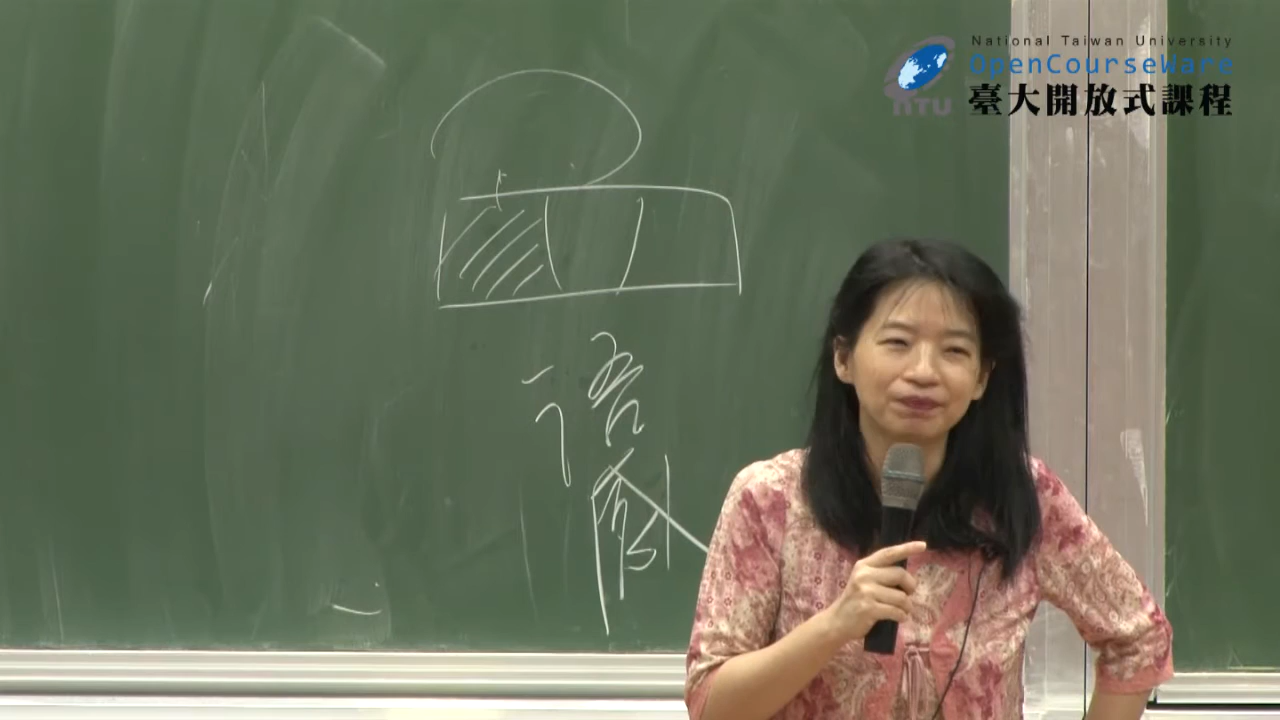 National Taiwan University
OpenCourseWare
臺大開放式課程
NTU
語